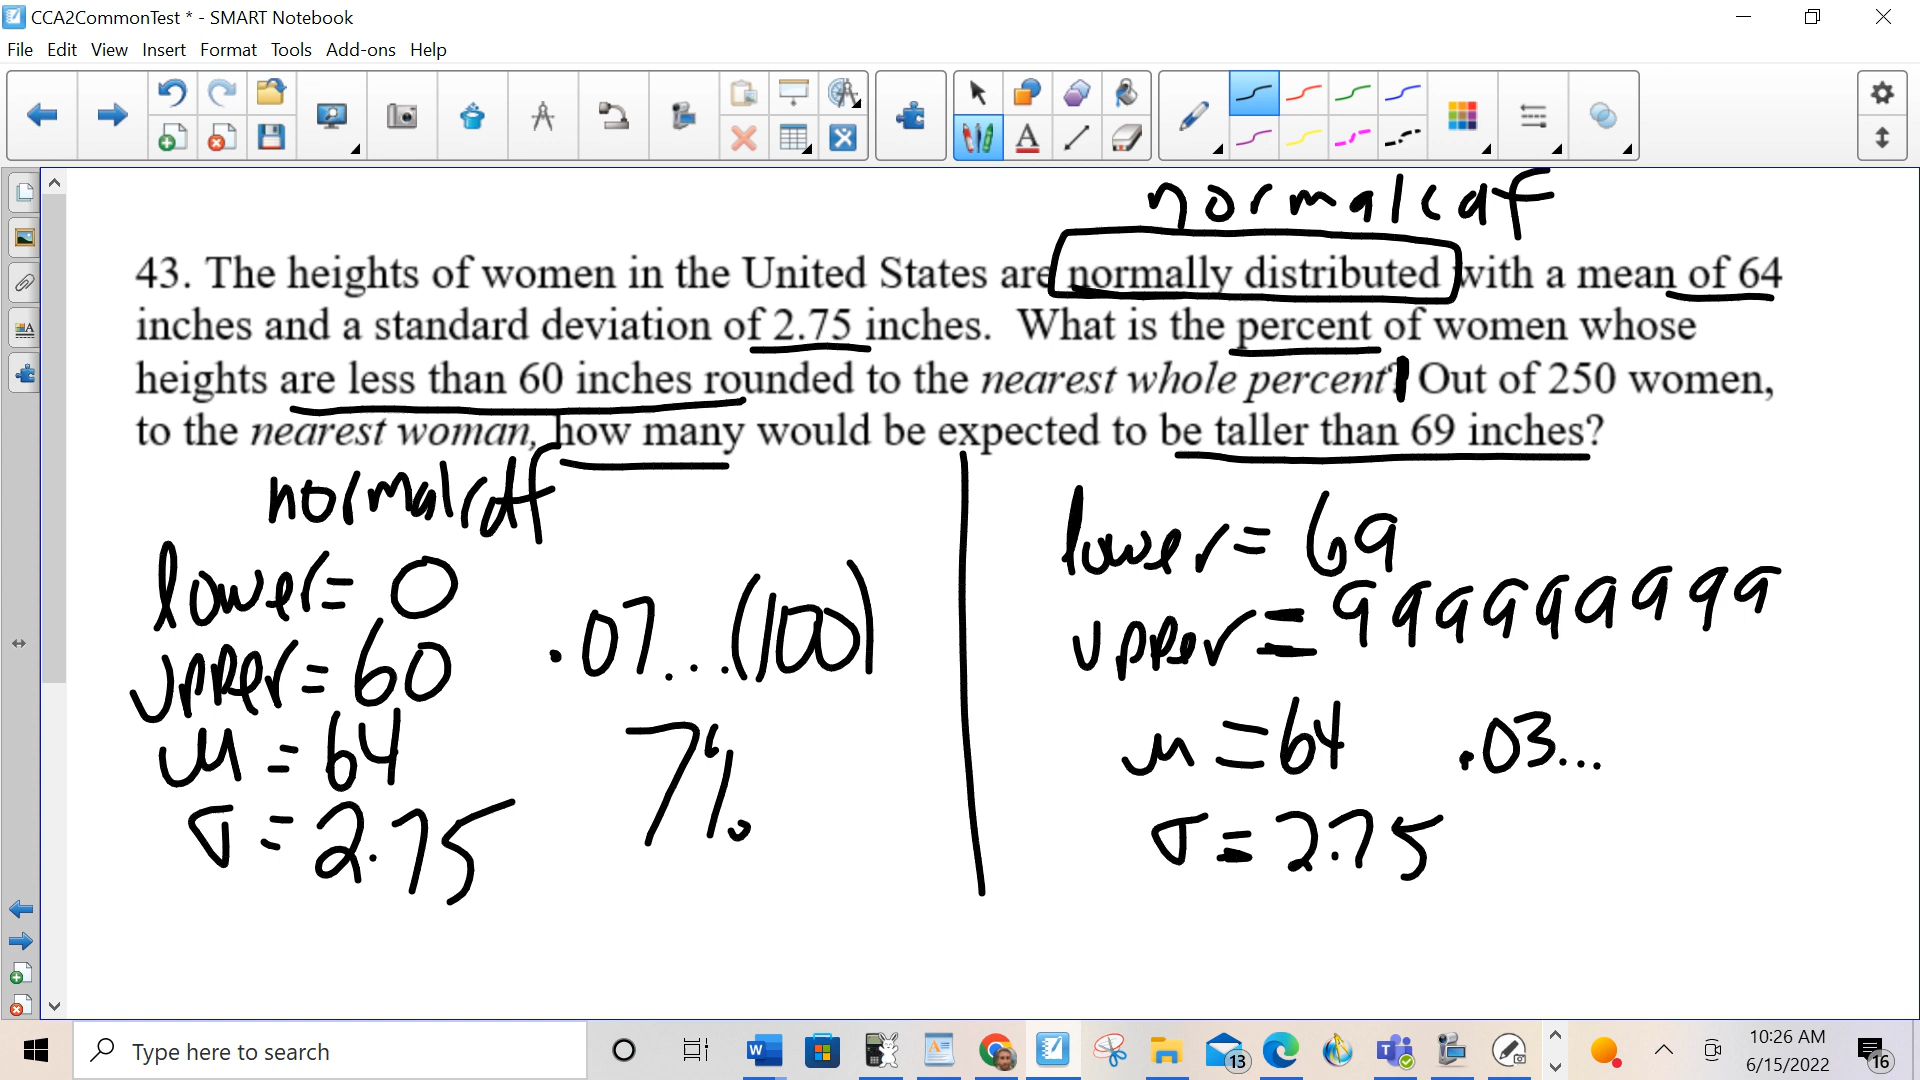 CCA2CommonTest * - SMART Notebook
File Edit View Insert Format Tools Add-ons Help
normalcdf
43. The heights of women in the United States are normally distributed with a mean of 64
inches and a standard deviation of 2.75 inches. What is the percent of women whose
heights are less than 60 inches rounded to the nearest whole percent? Out of 250 women,
to the nearest woman, how many would be expected to be taller than 69 inches?
normalcdf
lower= 0
upper= 60
μ = 64
σ = 2.75
.07...(100)
7%
lower= 69
upper= 999999999
μ = 64
.03...
σ = 2.75
Type here to search
13
10:26 AM
6/15/2022
16